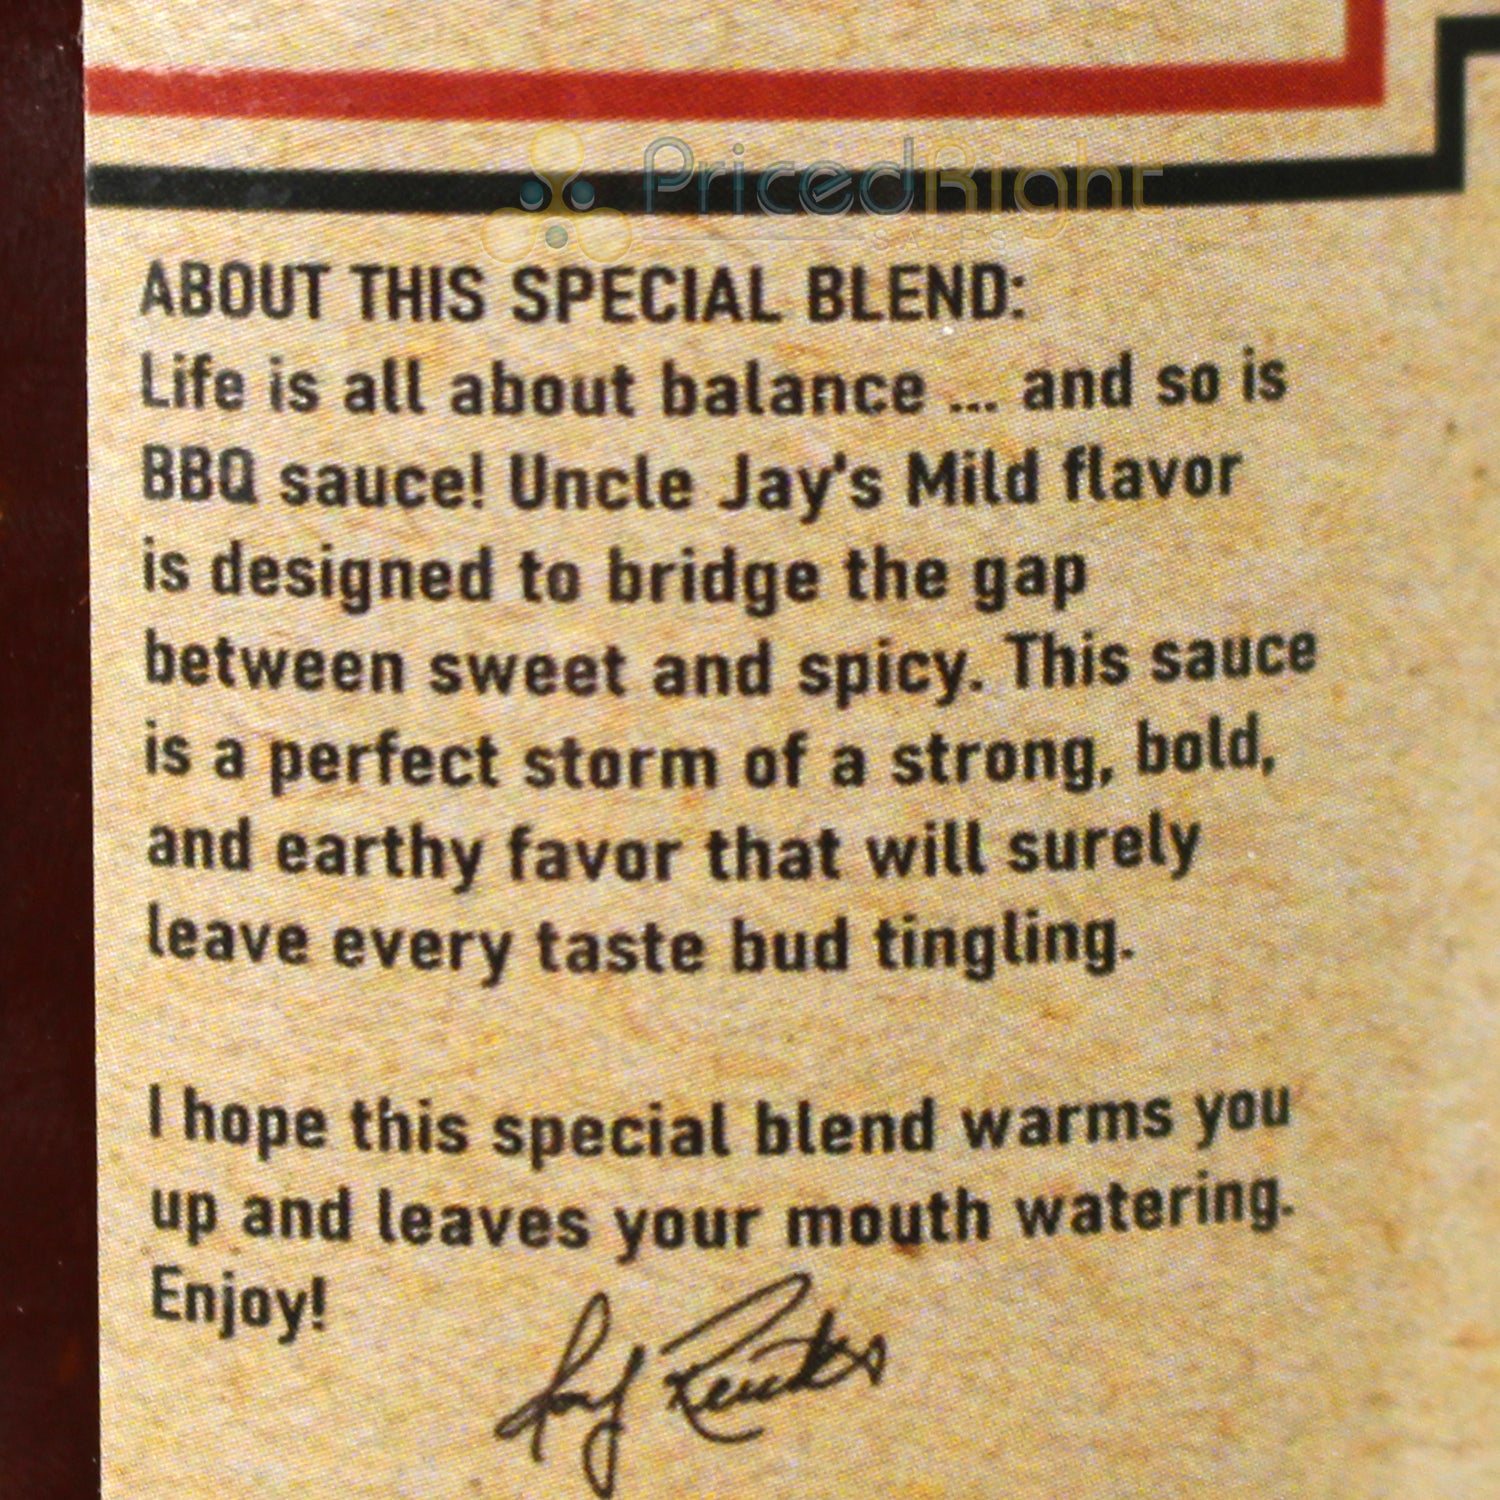 PricedRight
SALES
ABOUT THIS SPECIAL BLEND:
Life is all about balance ... and so is
BBQ sauce! Uncle Jay's Mild flavor
is designed to bridge the gap
between sweet and spicy. This sauce
is a perfect storm of a strong, bold,
and earthy favor that will surely
leave every taste bud tingling.
I hope this special blend warms you
up and leaves your mouth watering.
Enjoy!